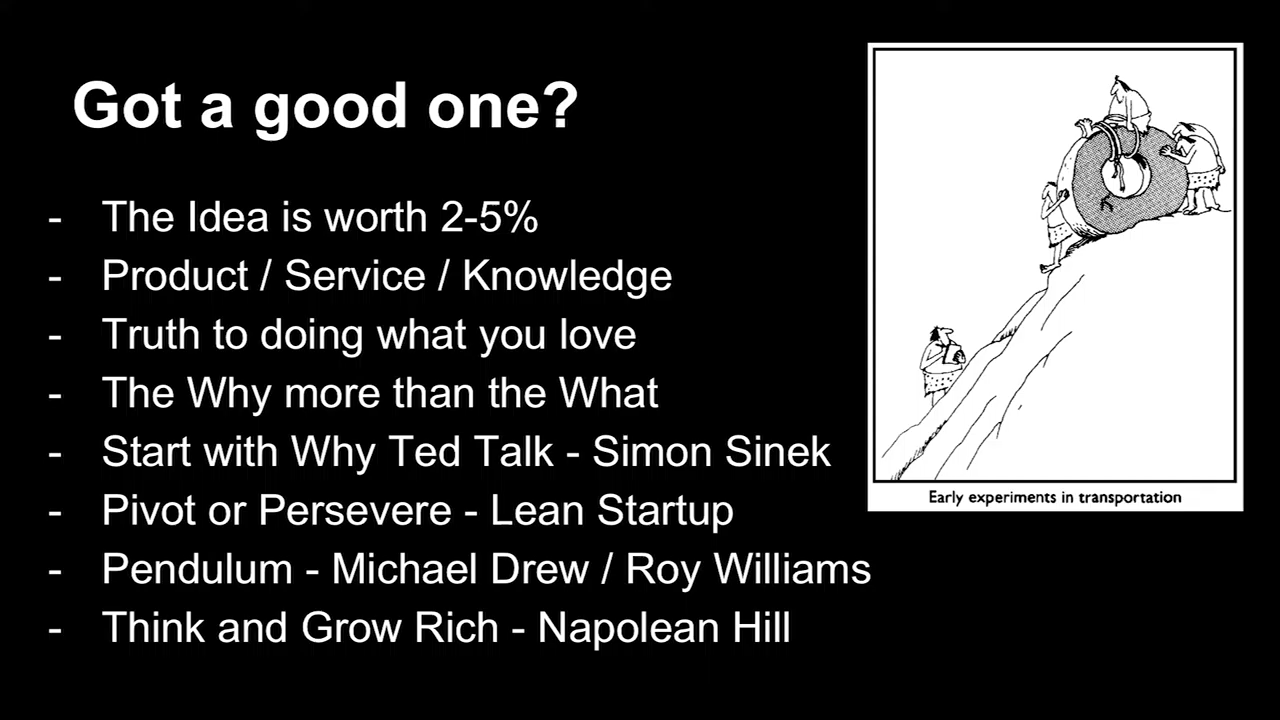 Got a good one?
- The Idea is worth 2-5%
- Product / Service / Knowledge
- Truth to doing what you love
- The Why more than the What
- Start with Why Ted Talk - Simon Sinek
- Pivot or Persevere - Lean Startup
- Pendulum - Michael Drew / Roy Williams
- Think and Grow Rich - Napolean Hill
Early experiments in transportation